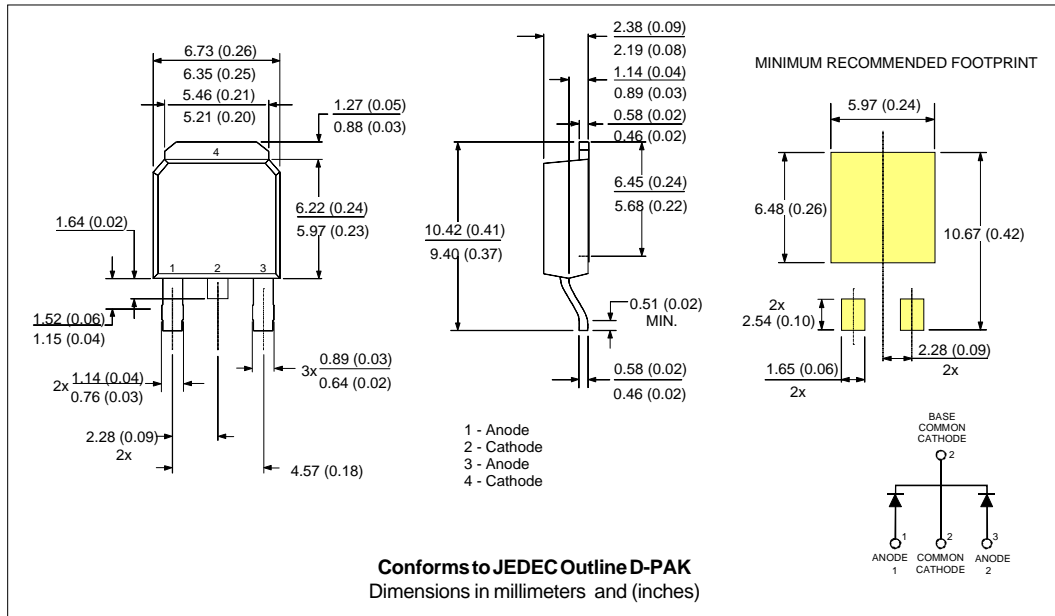 6.73 (0.26)
6.35 (0.25)
5.46 (0.21)
5.21 (0.20)
1.27 (0.05)
0.88 (0.03)
4
6.22 (0.24)
5.97 (0.23)
1.64 (0.02)
1 2 3
1.52 (0.06)
1.15 (0.04)
2x 1.14 (0.04)
0.76 (0.03)
3x 0.89 (0.03)
0.64 (0.02)
2.28 (0.09)
2x
4.57 (0.18)
2.38 (0.09)
2.19 (0.08)
1.14 (0.04)
0.89 (0.03)
0.58 (0.02)
0.46 (0.02)
6.45 (0.24)
5.68 (0.22)
10.42 (0.41)
9.40 (0.37)
0.51 (0.02)
MIN.
0.58 (0.02)
0.46 (0.02)
1 - Anode
2 - Cathode
3 - Anode
4 - Cathode
MINIMUM RECOMMENDED FOOTPRINT
5.97 (0.24)
6.48 (0.26)
10.67 (0.42)
2x
2.54 (0.10)
2.28 (0.09)
2x
1.65 (0.06)
2x
BASE
COMMON
CATHODE
2
1 2 3
ANODE COMMON ANODE
1 CATHODE 2
Conforms to JEDEC Outline D-PAK
Dimensions in millimeters and (inches)